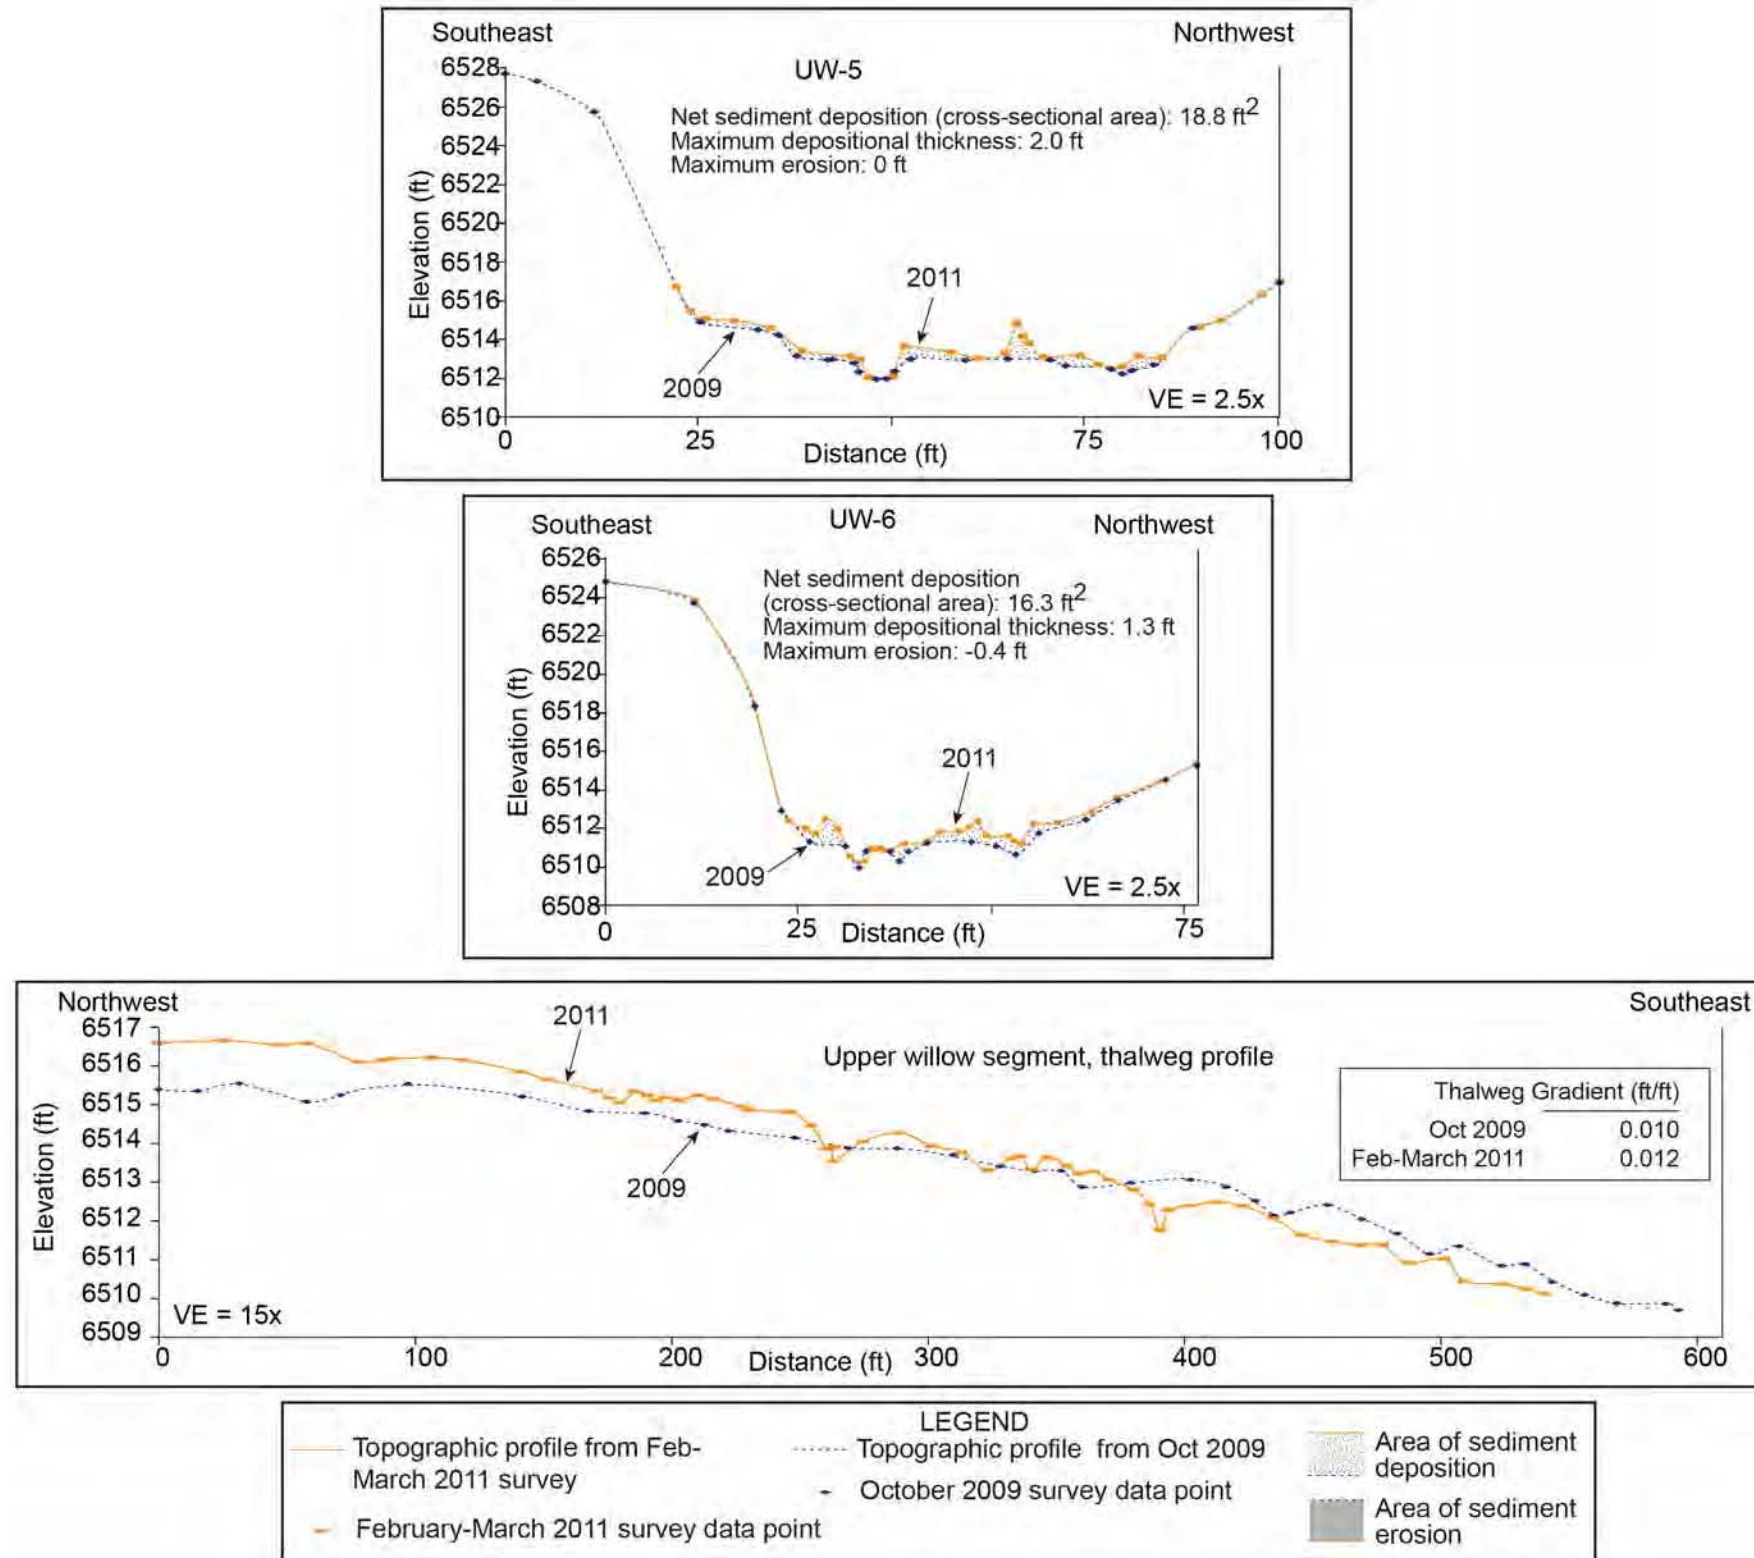 Southeast Northwest
UW-5
Net sediment deposition (cross-sectional area): 18.8 ft2
Maximum depositional thickness: 2.0 ft
Maximum erosion: 0 ft
Elevation (ft)
6528
6526
6524
6522
6520
6518
6516
6514
6512
6510
2011
2009
VE = 2.5x
0 25 75 100
Distance (ft)
Southeast UW-6 Northwest
Net sediment deposition
(cross-sectional area): 16.3 ft2
Maximum depositional thickness: 1.3 ft
Maximum erosion: -0.4 ft
Elevation (ft)
6526
6524
6522
6520
6518
6516
6514
6512
6510
6508
2011
2009
VE = 2.5x
0 25 75
Distance (ft)
Northwest Southeast
2011
Upper willow segment, thalweg profile
Thalweg Gradient (ft/ft)
Oct 2009 0.010
Feb-March 2011 0.012
Elevation (ft)
6517
6516
6515
6514
6513
6512
6511
6510
6509
2009
VE = 15x
0 100 200 300 400 500 600
Distance (ft)
LEGEND
Topographic profile from Feb-
March 2011 survey
February-March 2011 survey data point
Topographic profile from Oct 2009
October 2009 survey data point
Area of sediment
deposition
Area of sediment
erosion